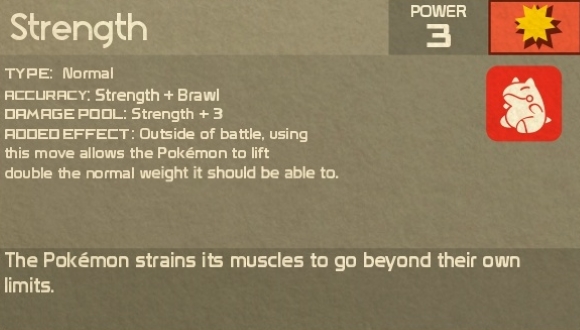 Strength
POWER
3
TYPE: Normal
ACCURACY: Strength + Brawl
DAMAGE POOL: Strength + 3
ADDED EFFECT: Outside of battle, using
this move allows the Pokémon to lift
double the normal weight it should be able to.
The Pokémon strains its muscles to go beyond their own
limits.